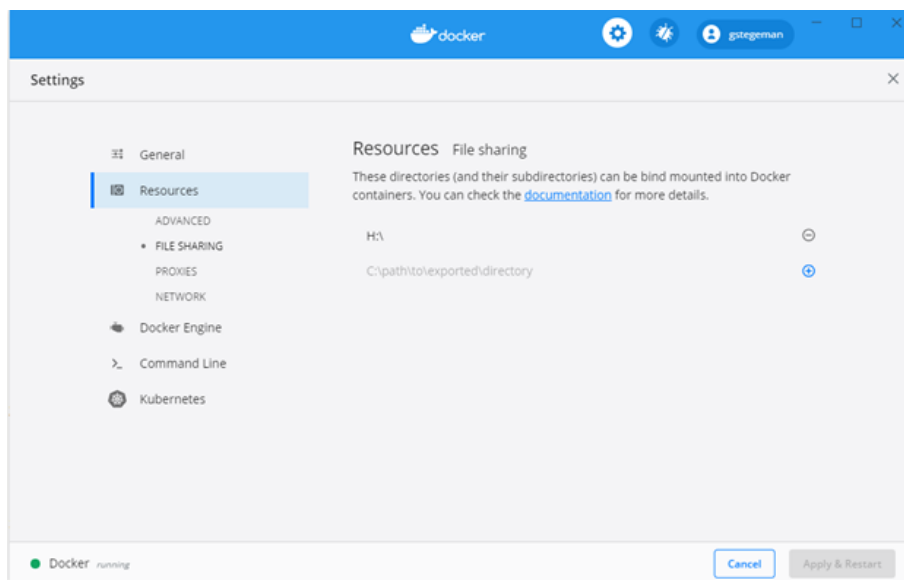 docker
gstegeman
Settings
General
Resources
ADVANCED
FILE SHARING
PROXIES
NETWORK
Docker Engine
Command Line
Kubernetes
Resources File sharing
These directories (and their subdirectories) can be bind mounted into Docker
containers. You can check the documentation for more details.
H:\
C:\path\to\exported\directory
Docker running
Cancel
Apply & Restart